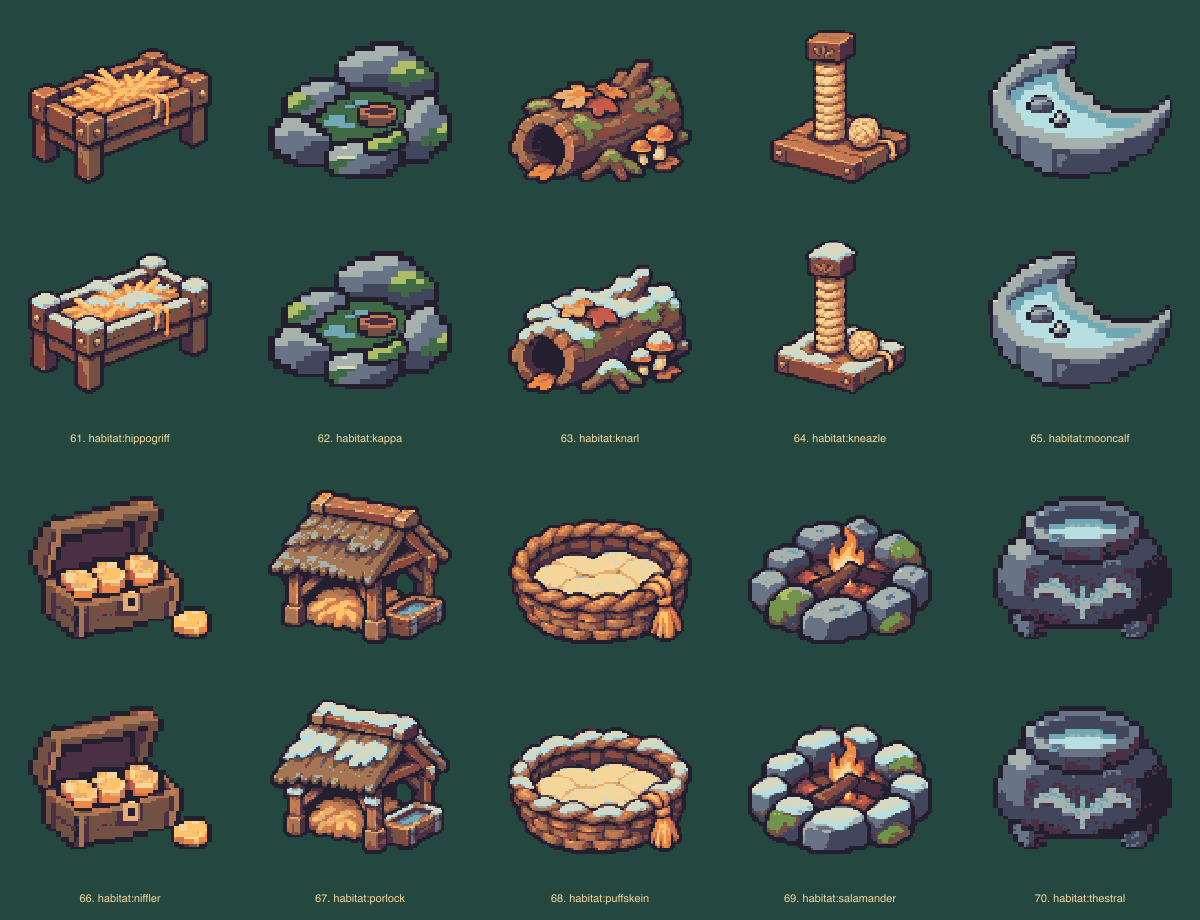 61. habitat:hippogriff
62. habitat:kappa
63. habitat:knarl
64. habitat:kneazle
65. habitat:mooncalf
66. habitat:niffler
67. habitat:porlock
68. habitat:puffskein
69. habitat:salamander
70. habitat:thestral